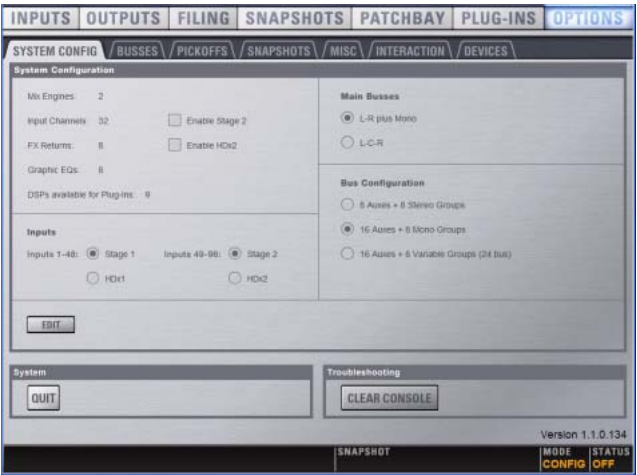 INPUTS OUTPUTS FILING SNAPSHOTS PATCHBAY PLUG-INS OPTIONS
SYSTEM CONFIG BUSSES PICKOFFS SNAPSHOTS MISC INTERACTION DEVICES
System Configuration
Mix Engines: 2
Input Channels: 32 Enable Stage 2
FX Returns: 8 Enable HDx2
Graphic EQs: 8
DSPs available for Plug-Ins: 9
Main Busses
L-R plus Mono
L-C-R
Bus Configuration
8 Auxes + 8 Stereo Groups
16 Auxes + 8 Mono Groups
16 Auxes + 8 Variable Groups (24 bus)
Inputs
Inputs 1-48: Stage 1 Inputs 49-96: Stage 2
HDx1 HDx2
EDIT
System
QUIT
Troubleshooting
CLEAR CONSOLE
Version 1.1.0.134
SNAPSHOT MODE STATUS
CONFIG OFF